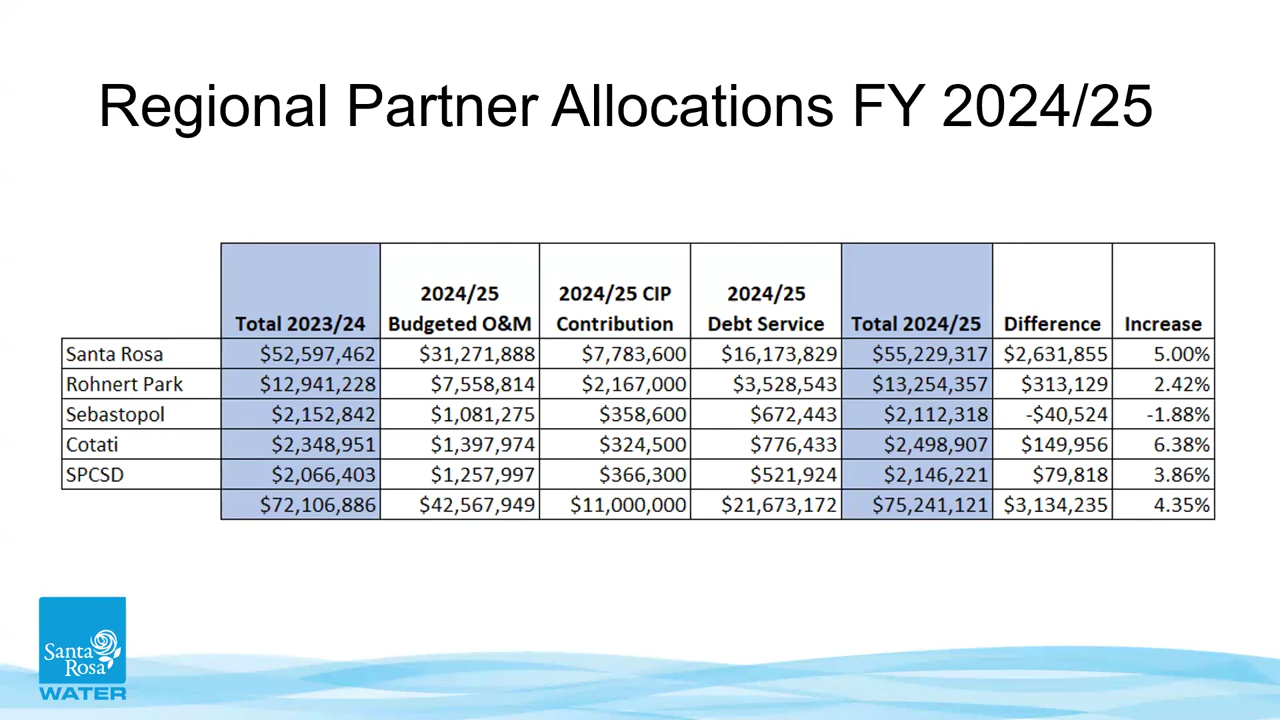 Regional Partner Allocations FY 2024/25
2024/25 2024/25 CIP 2024/25
Total 2023/24 Budgeted O&M Contribution Debt Service Total 2024/25 Difference Increase
Santa Rosa $52,597,462 $31,271,888 $7,783,600 $16,173,829 $55,229,317 $2,631,855 5.00%
Rohnert Park $12,941,228 $7,558,814 $2,167,000 $3,528,543 $13,254,357 $313,129 2.42%
Sebastopol $2,152,842 $1,081,275 $358,600 $672,443 $2,112,318 -$40,524 -1.88%
Cotati $2,348,951 $1,397,974 $324,500 $776,433 $2,498,907 $149,956 6.38%
SPCSD $2,066,403 $1,257,997 $366,300 $521,924 $2,146,221 $79,818 3.86%
$72,106,886 $42,567,949 $11,000,000 $21,673,172 $75,241,121 $3,134,235 4.35%
Santa
Rosa
WATER